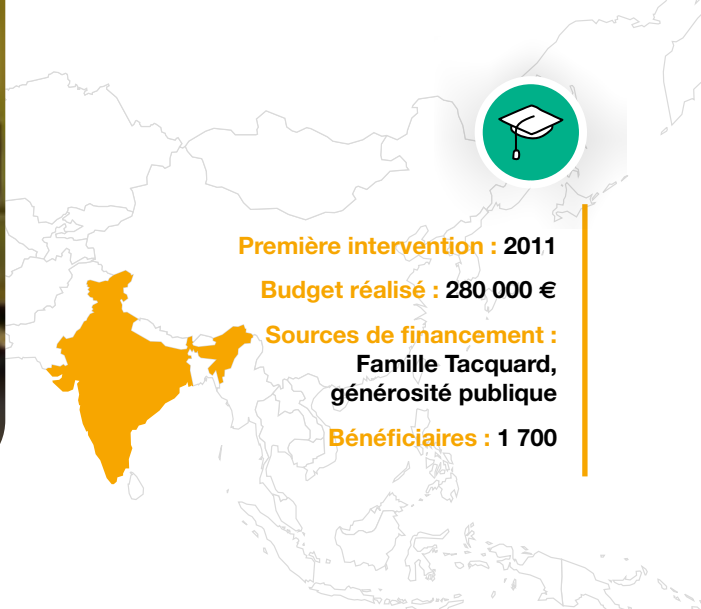 Première intervention : 2011
Budget réalisé : 280 000 €
Sources de financement :
Famille Tacquard,
générosité publique
Bénéficiaires : 1 700